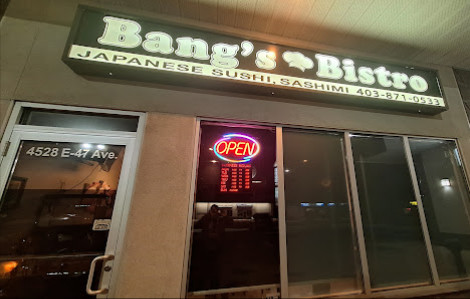 Bang's Bistro
JAPANESE SUSHI, SASHIMI 403-871-0533
4528 E-47 Ave.
OPEN